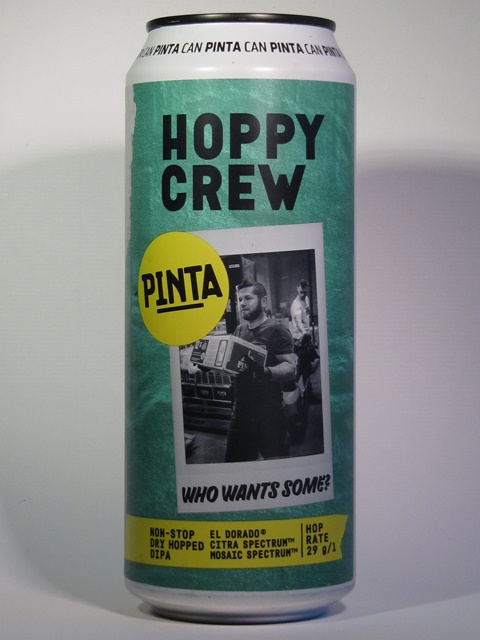 CAN PINTA CAN PINTA CAN PINTA CAN PINTA
HOPPY
CREW
PINTA
WHO WANTS SOME?
NON-STOP
DRY HOPPED
DIPA
EL DORADO®
CITRA SPECTRUM™
MOSAIC SPECTRUM™
HOP
RATE
29 g/l